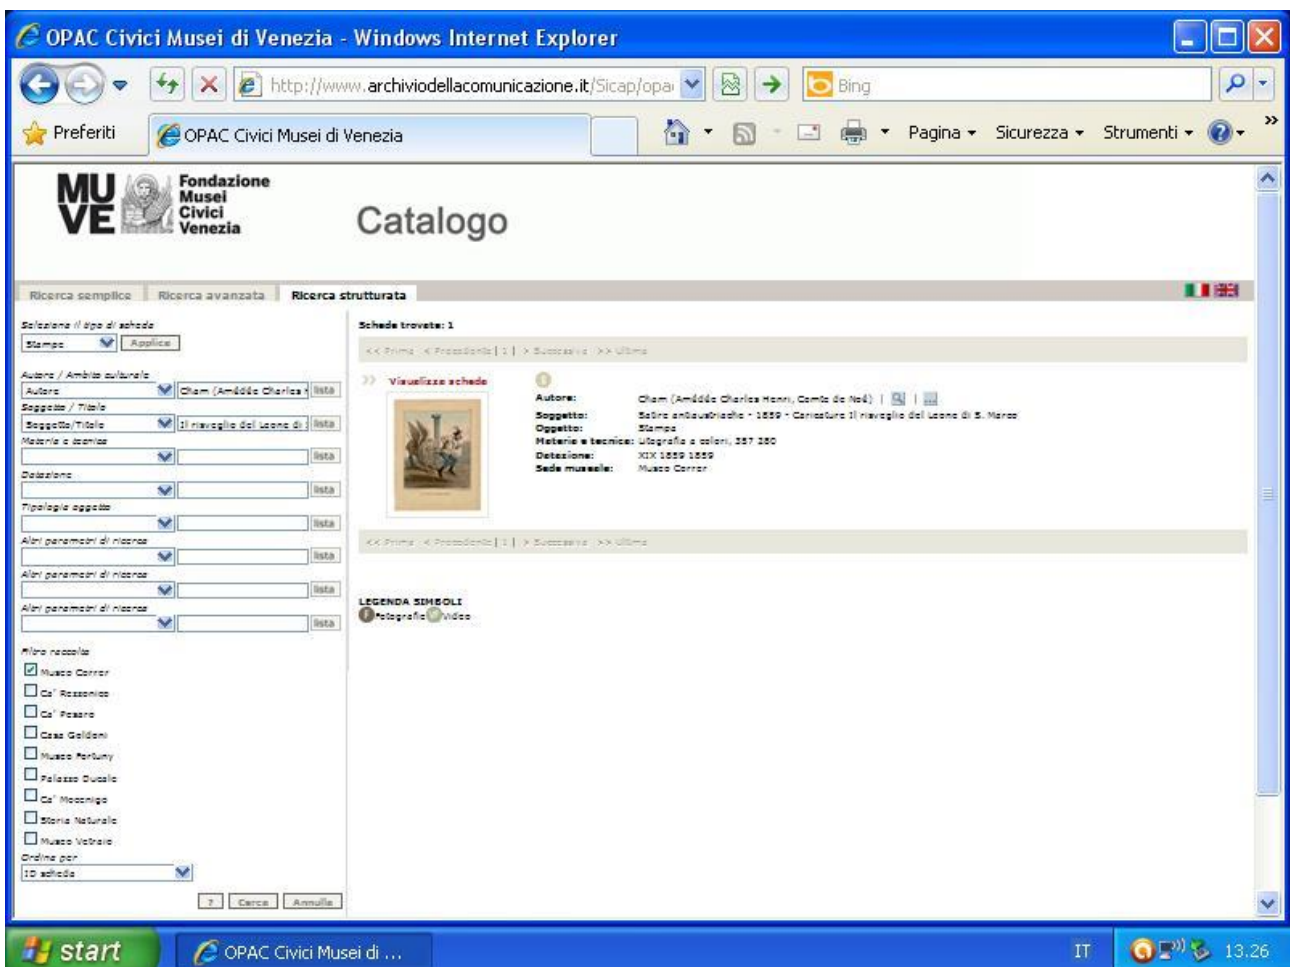 OPAC Civici Musei di Venezia - Windows Internet Explorer
http://www.archiviodellacomunicazione.it/Sicap/opa
Bing
Preferiti
OPAC Civici Musei di Venezia
Pagina
Sicurezza
Strumenti
»
MU
VE
Fondazione
Musei
Civici
Venezia
Catalogo
Ricerca semplice
Ricerca avanzata
Ricerca strutturata
Seleziona il tipo di scheda
Stampe
Applica
Autore / Ambito culturale
Autore
Cham (Amédée Charles
lista
Soggetto / Titolo
Soggetto/Titolo
Il risveglio del Leone di
lista
Materia e tecnica
lista
Datazione
lista
Tipologia oggetto
lista
Altri parametri di ricerca
lista
Altri parametri di ricerca
lista
Altri parametri di ricerca
lista
Filtro raccolta
Museo Correr
Ca' Rezzonico
Ca' Pesaro
Casa Goldoni
Museo Fortuny
Palazzo Ducale
Ca' Mocenigo
Storia Naturale
Museo Vetraio
Ordina per
ID scheda
?
Cerca
Annulla
Schede trovate: 1
<< Prima < Precedente | 1 | > Successiva >> Ultima
>> Visualizza scheda
Autore: Cham (Amédée Charles Henri, Comte de Noé) | |
Soggetto: Satire antiaustriache - 1859 - Caricature Il risveglio del Leone di S. Marco
Oggetto: Stampa
Materia e tecnica: Litografia a colori, 357 280
Datazione: XIX 1859 1859
Sede museale: Museo Correr
<< Prima < Precedente | 1 | > Successiva >> Ultima
LEGENDA SIMBOLI
F Fotografia V Video
start
OPAC Civici Musei di ...
IT
13.26